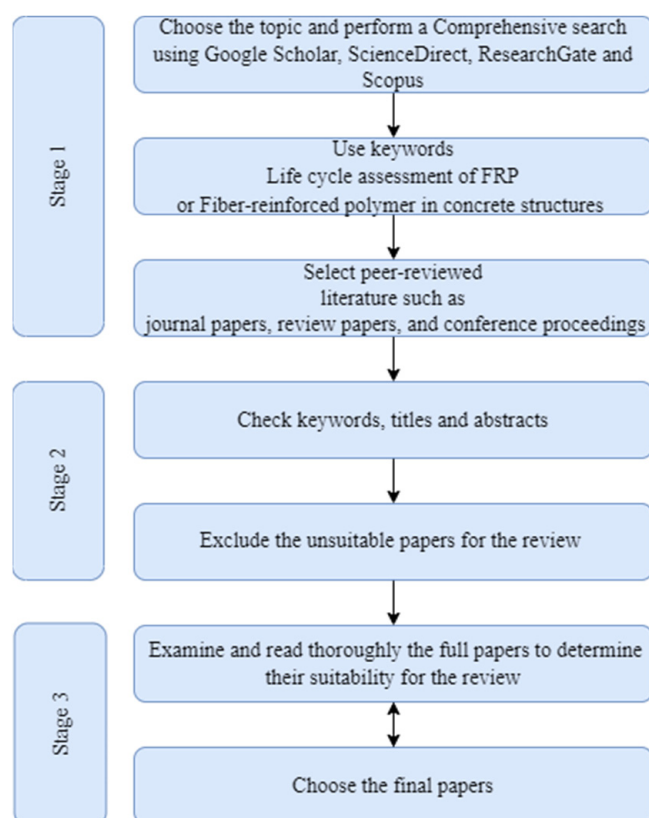 Stage 1
Choose the topic and perform a Comprehensive search
using Google Scholar, ScienceDirect, ResearchGate and
Scopus
Use keywords
Life cycle assessment of FRP
or Fiber-reinforced polymer in concrete structures
Select peer-reviewed
literature such as
journal papers, review papers, and conference proceedings
Stage 2
Check keywords, titles and abstracts
Exclude the unsuitable papers for the review
Stage 3
Examine and read thoroughly the full papers to determine
their suitability for the review
Choose the final papers